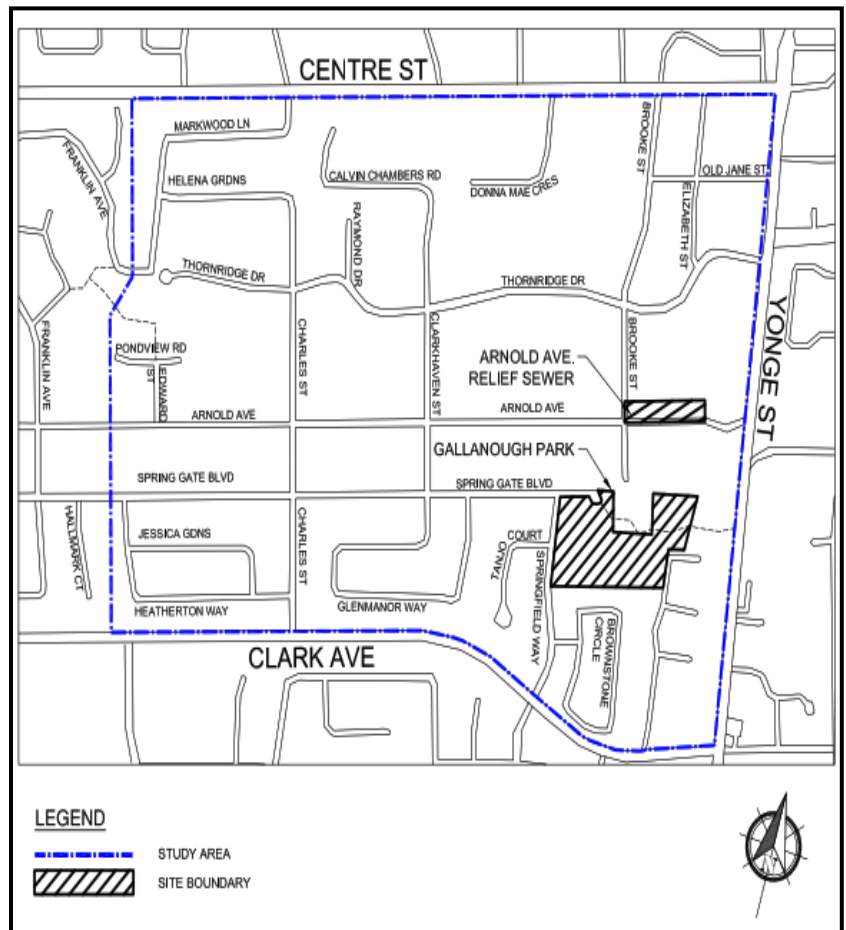 CENTRE ST
MARKWOOD LN
FRANKLIN AVE
HELENA GRDNS
CALVIN CHAMBERS RD
DONNA MAE CRES
BROOKE ST
OLD JANE ST
ELIZABETH ST
RAYMOND DR
THORNRIDGE DR
THORNRIDGE DR
FRANKLIN AVE
PONDVIEW RD
EDWARD
ST
CHARLES ST
CLARKHAVEN ST
BROOKE ST
YONGE ST
ARNOLD AVE.
RELIEF SEWER
ARNOLD AVE
ARNOLD AVE
GALLANOUGH PARK
SPRING GATE BLVD
SPRING GATE BLVD
HALLMARK CT
JESSICA GDNS
CHARLES ST
COURT
SPRINGFIELD WAY
HEATHERTON WAY
GLENMANOR WAY
BROWNSTONE
CIRCLE
CLARK AVE
LEGEND
STUDY AREA
SITE BOUNDARY